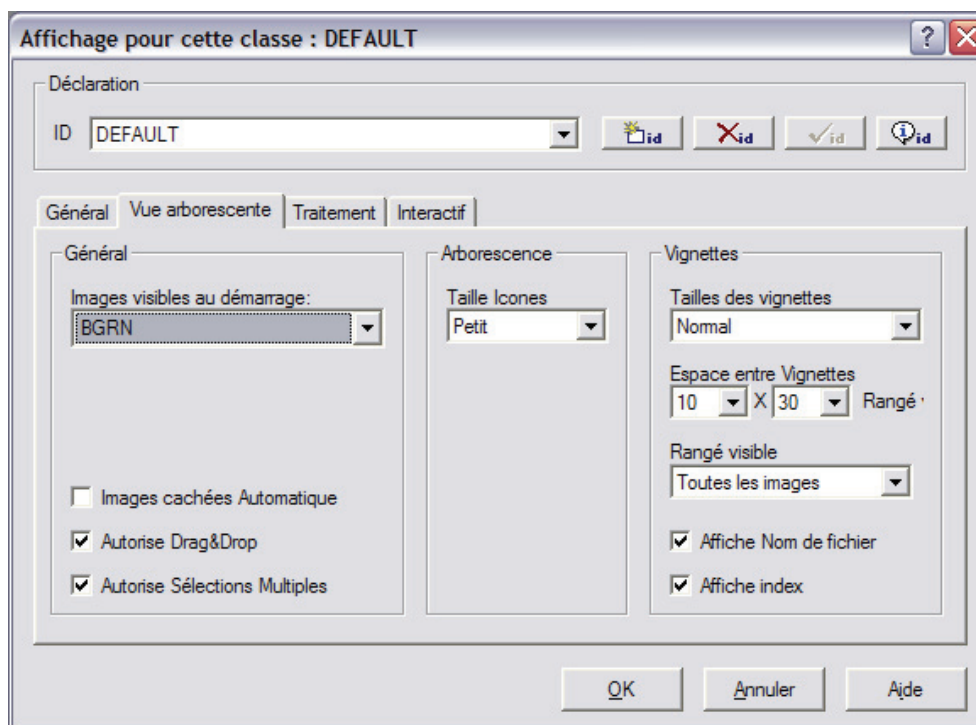 Affichage pour cette classe : DEFAULT
Déclaration
ID DEFAULT
id id id id
Général Vue arborescente Traitement Interactif
Général
Images visibles au démarrage:
BGRN
Images cachées Automatique
Autorise Drag&Drop
Autorise Sélections Multiples
Arborescence
Taille Icones
Petit
Vignettes
Tailles des vignettes
Normal
Espace entre Vignettes
10 X 30 Rangé
Rangé visible
Toutes les images
Affiche Nom de fichier
Affiche index
OK Annuler Aide